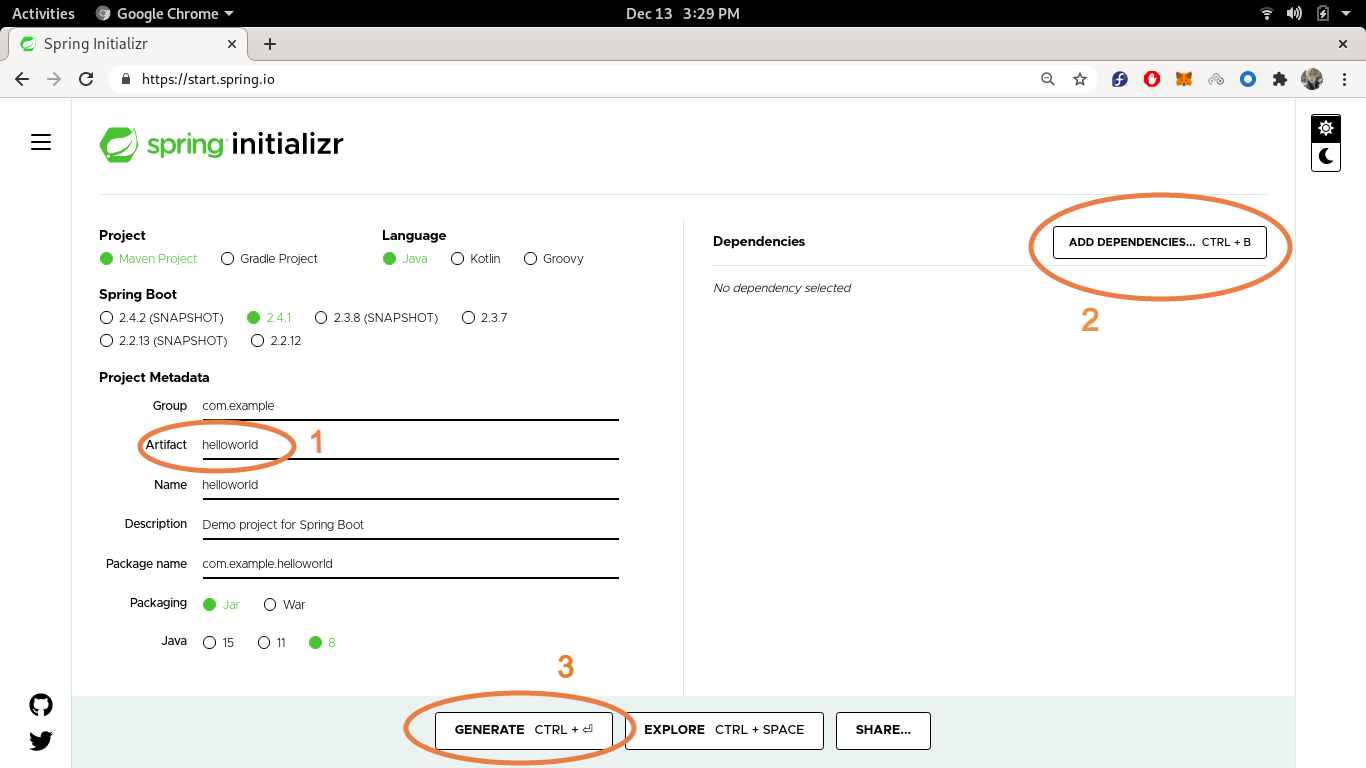 Activities Google Chrome Dec 13 3:29 PM
Spring Initializr
https://start.spring.io
spring initializr
Project
Maven Project Gradle Project
Language
Java Kotlin Groovy
Spring Boot
2.4.2 (SNAPSHOT) 2.4.1 2.3.8 (SNAPSHOT) 2.3.7
2.2.13 (SNAPSHOT) 2.2.12
Project Metadata
Group com.example
Artifact helloworld 1
Name helloworld
Description Demo project for Spring Boot
Package name com.example.helloworld
Packaging Jar War
Java 15 11 8
Dependencies ADD DEPENDENCIES... CTRL + B
No dependency selected
2
3
GENERATE CTRL + ⏎ EXPLORE CTRL + SPACE SHARE...